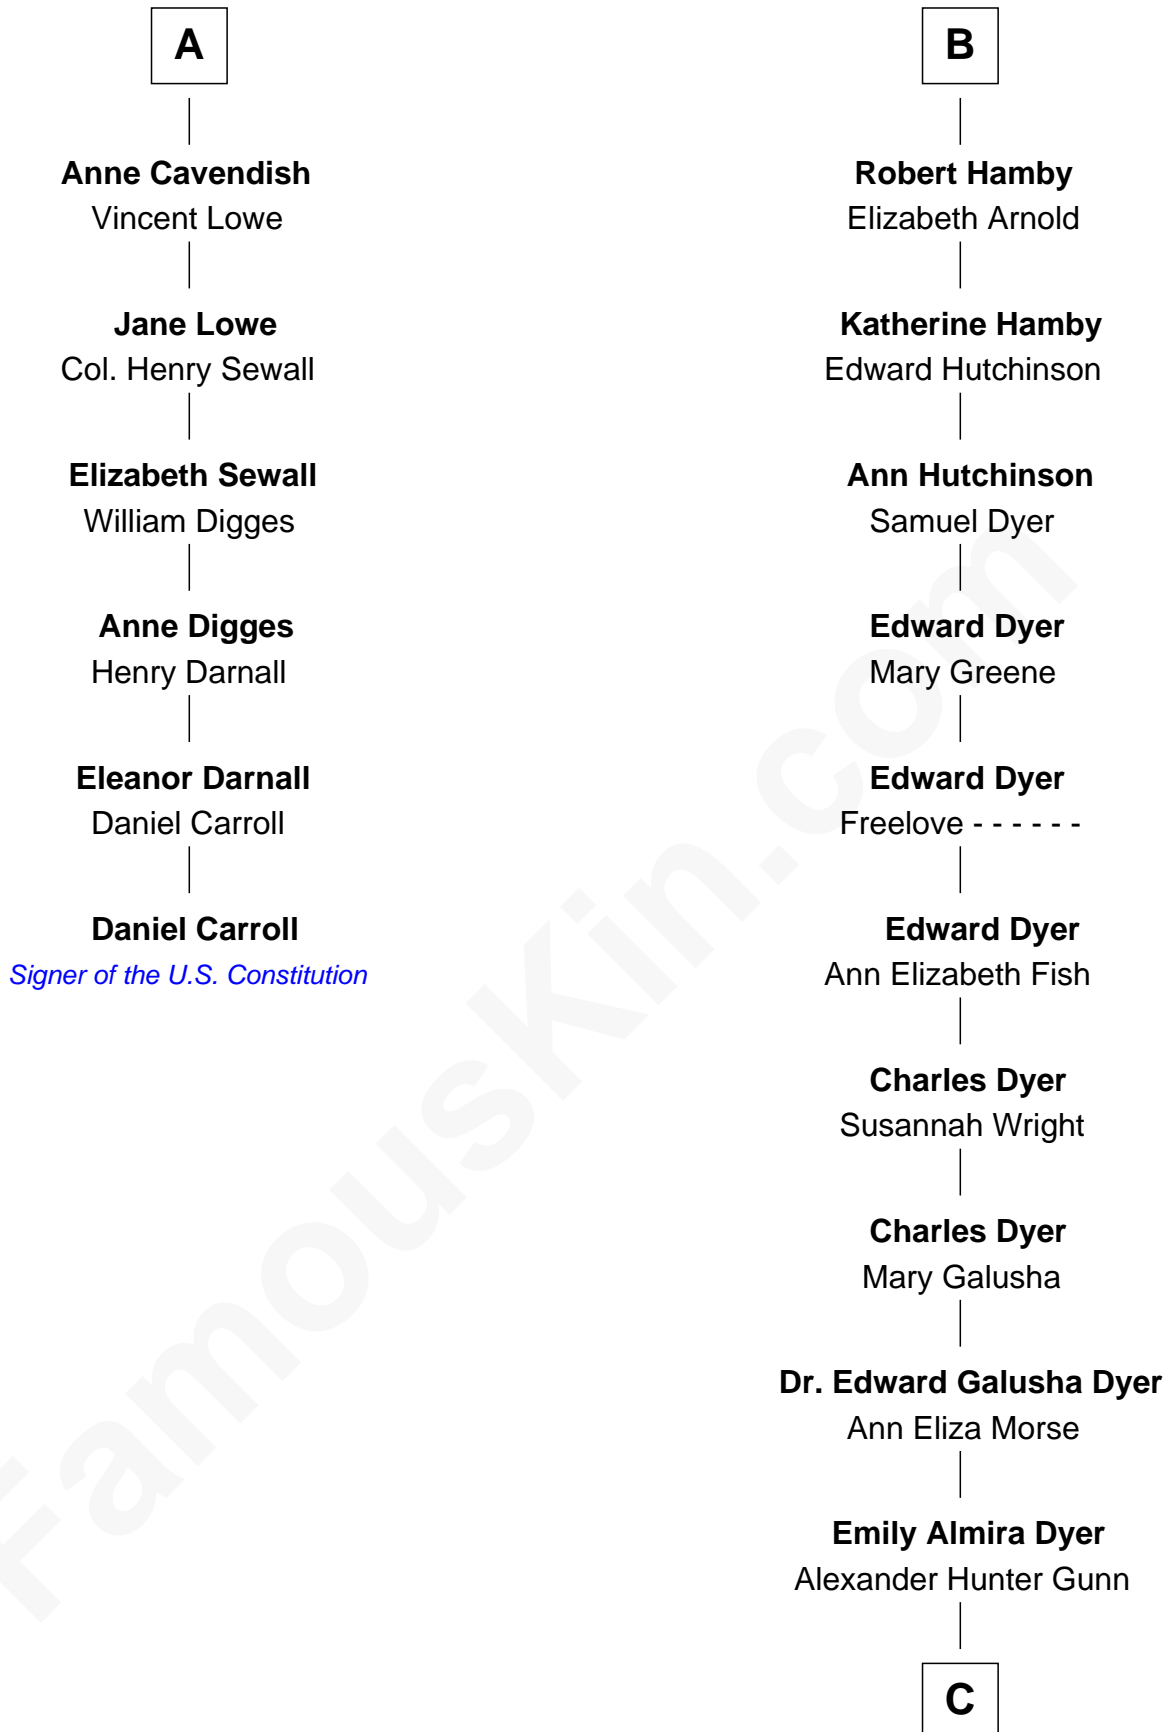 A
Anne Cavendish
Vincent Lowe
Jane Lowe
Col. Henry Sewall
Elizabeth Sewall
William Digges
Anne Digges
Henry Darnall
Eleanor Darnall
Daniel Carroll
Daniel Carroll
Signer of the U.S. Constitution
B
Robert Hamby
Elizabeth Arnold
Katherine Hamby
Edward Hutchinson
Ann Hutchinson
Samuel Dyer
Edward Dyer
Mary Greene
Edward Dyer
Freelove - - - - - -
Edward Dyer
Ann Elizabeth Fish
Charles Dyer
Susannah Wright
Charles Dyer
Mary Galusha
Dr. Edward Galusha Dyer
Ann Eliza Morse
Emily Almira Dyer
Alexander Hunter Gunn
C
FamousKin.com